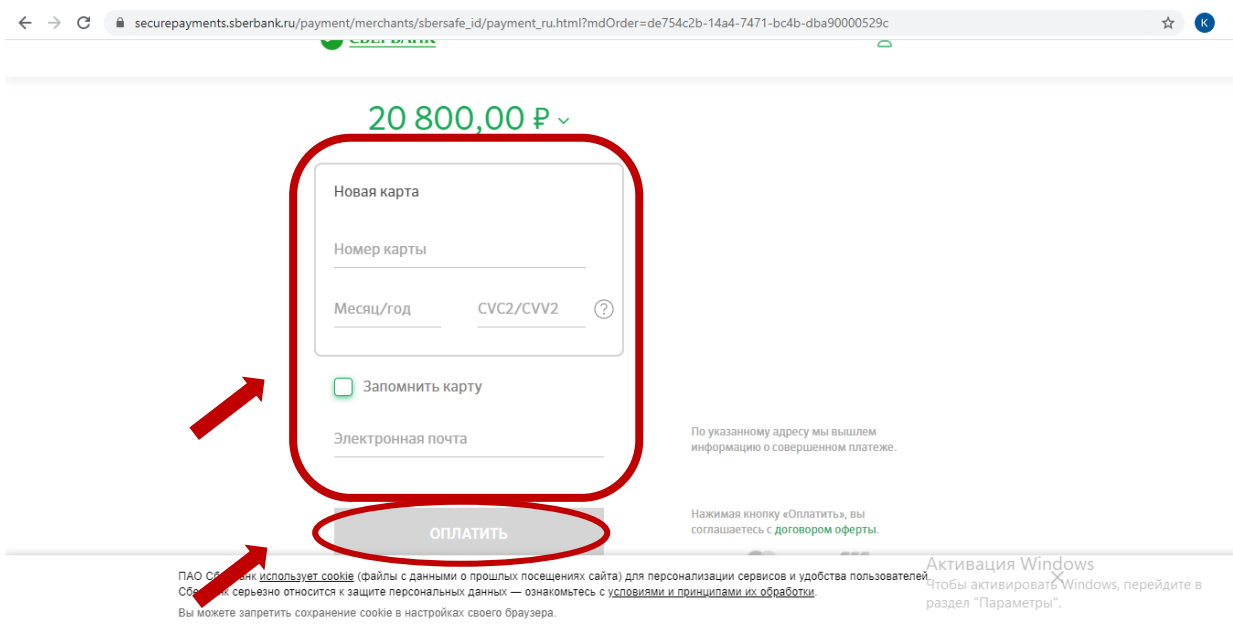 securepayments.sberbank.ru/payment/merchants/sbersafe_id/payment_ru.html?mdOrder=de754c2b-14a4-7471-bc4b-dba90000529c
K
СБЕРБАНК
20 800,00 ₽
Новая карта
Номер карты
Месяц/год CVC2/CVV2 ?
Запомнить карту
Электронная почта
По указанному адресу мы вышлем
информацию о совершенном платеже.
ОПЛАТИТЬ
Нажимая кнопку «Оплатить», вы
соглашаетесь с договором оферты.
ПАО Сбербанк использует cookie (файлы с данными о прошлых посещениях сайта) для персонализации сервисов и удобства пользователей.
Сбербанк серьезно относится к защите персональных данных — ознакомьтесь с условиями и принципами их обработки.
Вы можете запретить сохранение cookie в настройках своего браузера.
Активация Windows
Чтобы активировать Windows, перейдите в
раздел "Параметры".